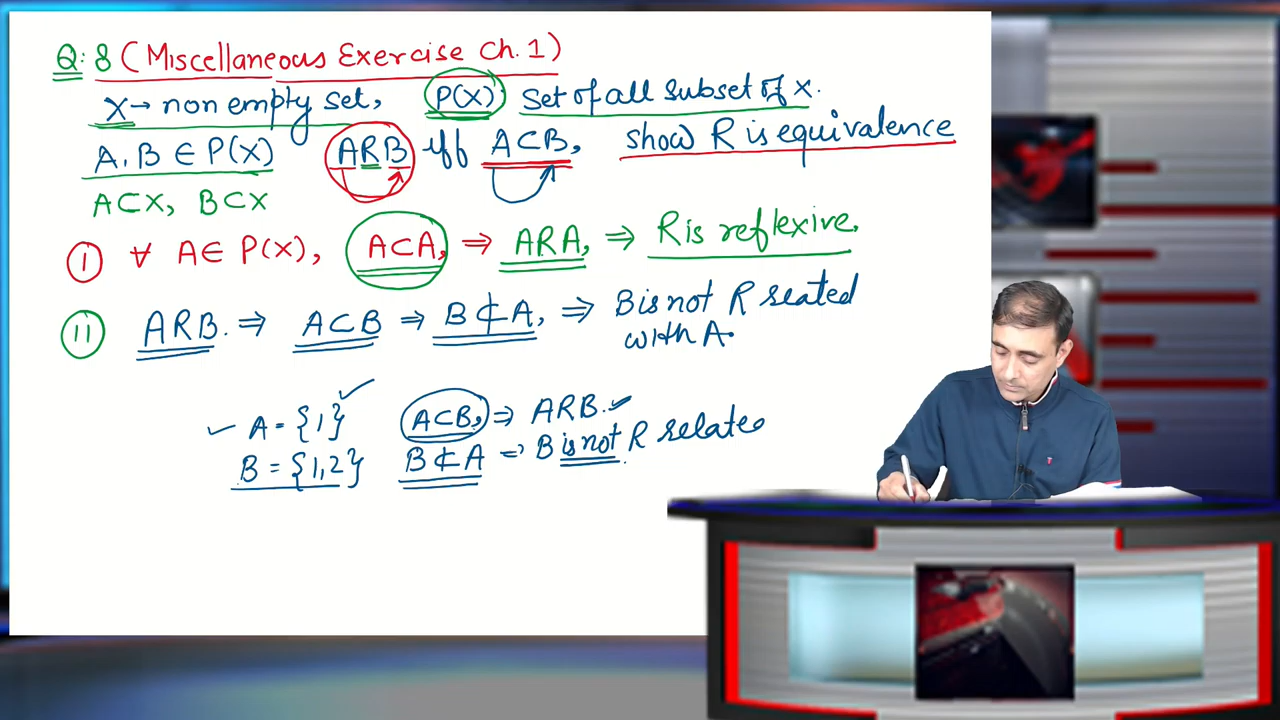 Q: 8 (Miscellaneous Exercise Ch. 1)
X → non empty set, P(X) Set of all subset of x.
A, B ∈ P(X) ARB iff A⊂B, show R is equivalence
A⊂X, B⊂X
I ∀ A∈ P(X), A⊂A, ⇒ ARA, ⇒ R is reflexive.
II ARB. ⇒ A⊂B ⇒ B⊄A, ⇒ B is not R related
with A.
✓ A = {1} ✓ A⊂B, ⇒ ARB. ✓
B = {1,2} B⊄A ⇒ B is not R relate